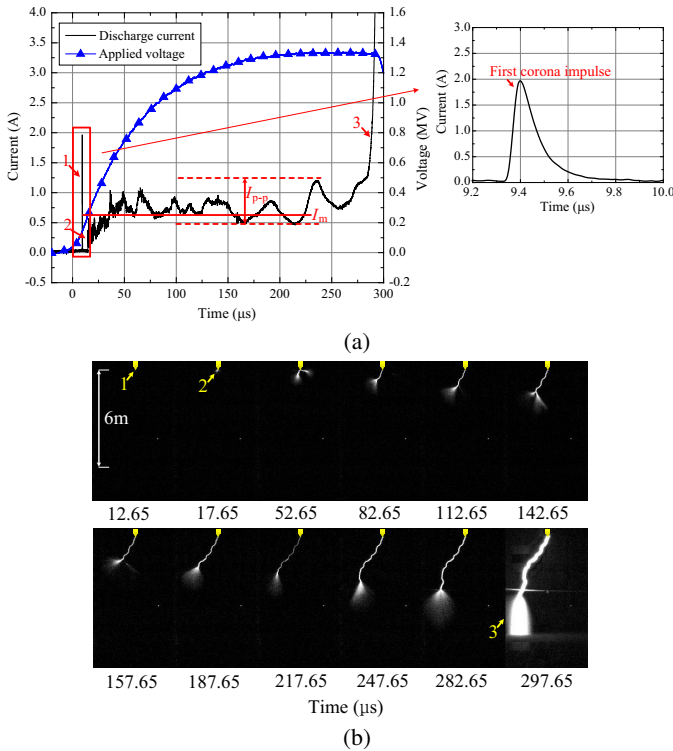 Discharge current
Applied voltage
4.0
3.5
3.0
2.5
2.0
1.5
1.0
0.5
0.0
-0.5
Current (A)
1.6
1.4
1.2
1.0
0.8
0.6
0.4
0.2
0.0
-0.2
Voltage (MV)
1
2
3
Ip-p
Im
0
50
100
150
200
250
300
Time (μs)
3.0
2.5
2.0
1.5
1.0
0.5
0.0
Current (A)
First corona impulse
9.2
9.4
9.6
9.8
10.0
Time (μs)
(a)
1
2
6m
12.65 17.65 52.65 82.65 112.65 142.65
3
157.65 187.65 217.65 247.65 282.65 297.65
Time (μs)
(b)